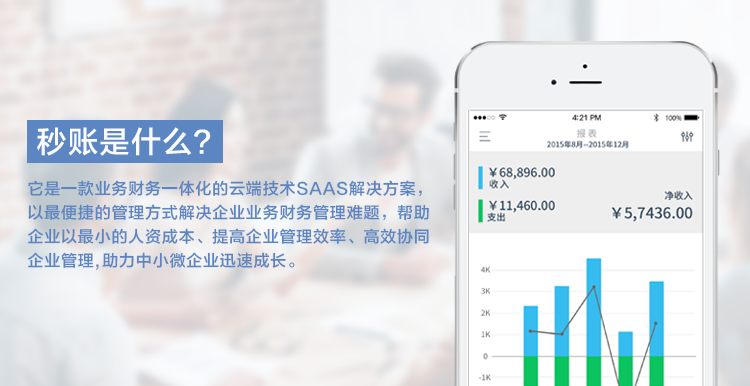 秒账是什么?
它是一款业务财务一体化的云端技术SAAS解决方案，
以最便捷的管理方式解决企业业务财务管理难题，帮助
企业以最小的人资成本、提高企业管理效率、高效协同
企业管理,助力中小微企业迅速成长。
4:21 PM
100%
报表
2015年8月--2015年12月
￥68,896.00
收入
￥11,460.00
支出
净收入
￥5,7436.00
4K
3K
2K
1K
0
-1K